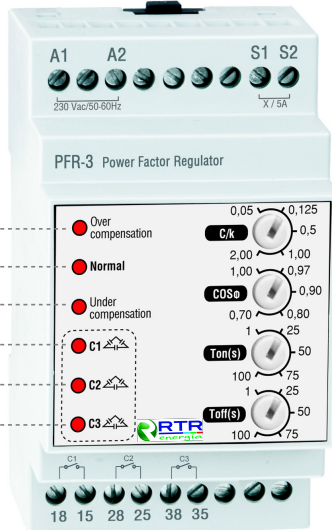 A1 A2 S1 S2
230 Vac/50-60Hz X / 5A
PFR-3 Power Factor Regulator
Over
compensation
Normal
Under
compensation
C1
C2
C3
C/k
0,05 0,125
0,5
2,00 1,00
COSφ
1,00 0,97
0,90
0,70 0,80
Ton(s)
1 25
50
100 75
Toff(s)
1 25
50
100 75
RTR
Energía
C1 C2 C3
18 15 28 25 38 35